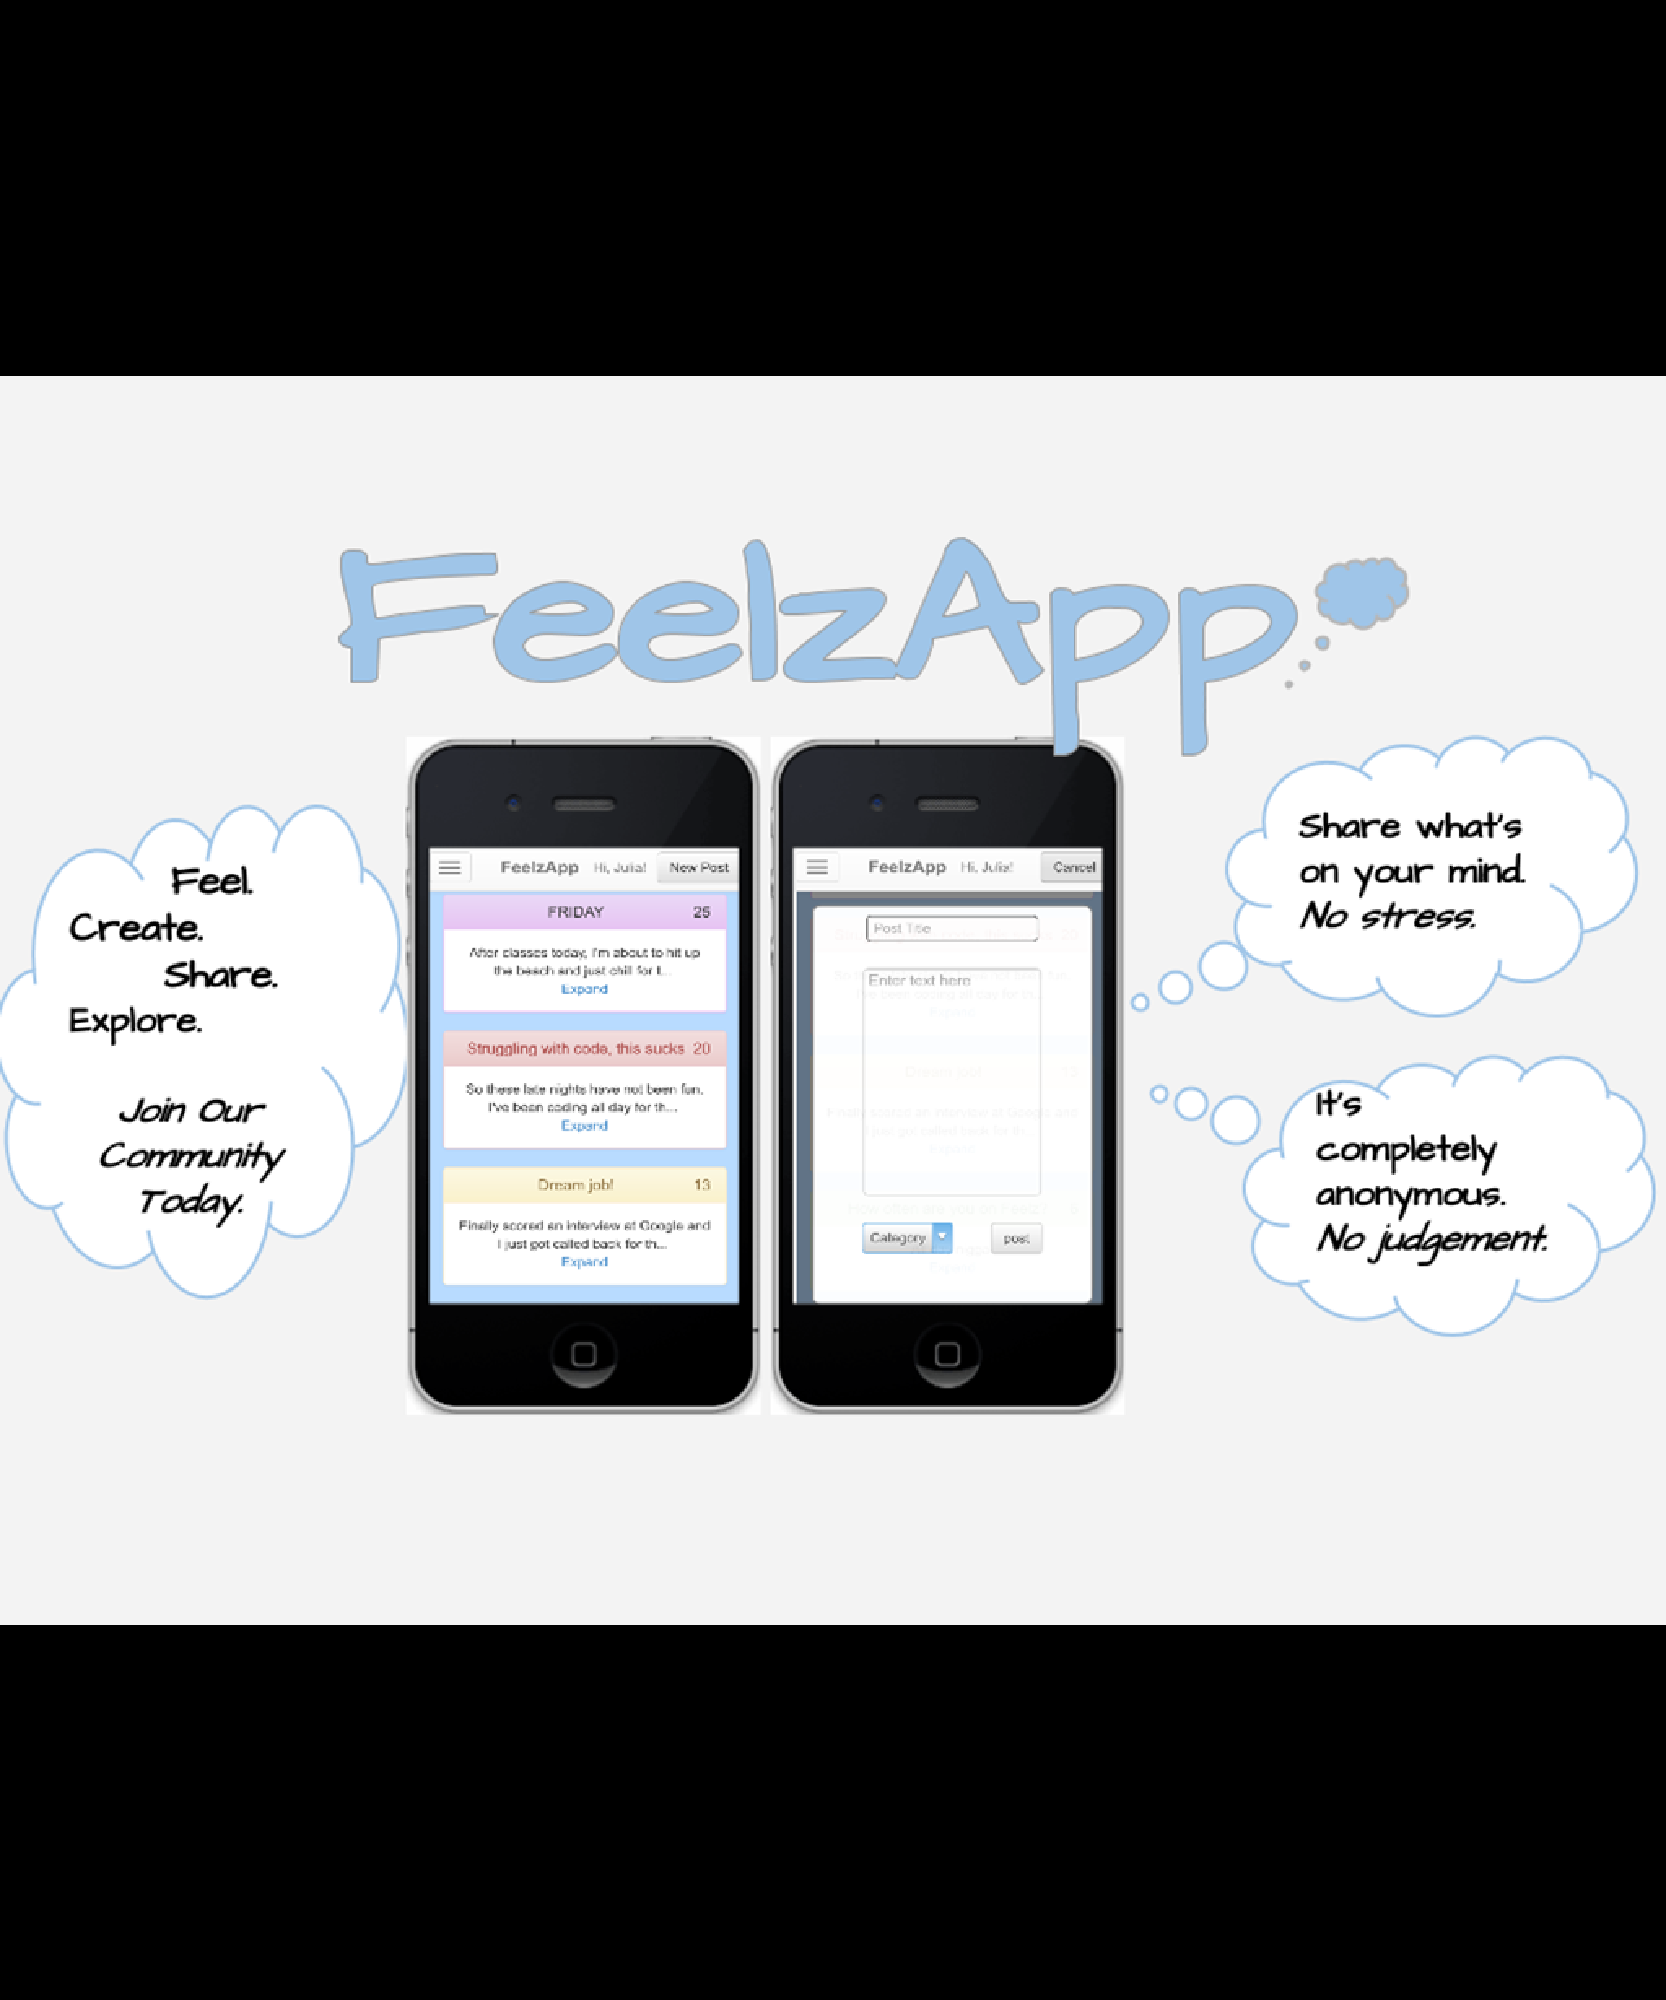 FeelzApp
Feel.
Create.
Share.
Explore.
Join Our
Community
Today.
FeelzApp Hi, Julia! New Post
FRIDAY 25
After classes today, I'm about to hit up
the beach and just chill for t...
Expand
Struggling with code, this sucks 20
So these late nights have not been fun.
I've been coding all day for th...
Expand
Dream job! 13
Finally scored an interview at Google and
I just got called back for th...
Expand
FeelzApp Hi, Julia! Cancel
Post Title
Enter text here
Category post
Share what's
on your mind.
No stress.
It's
completely
anonymous.
No judgement.